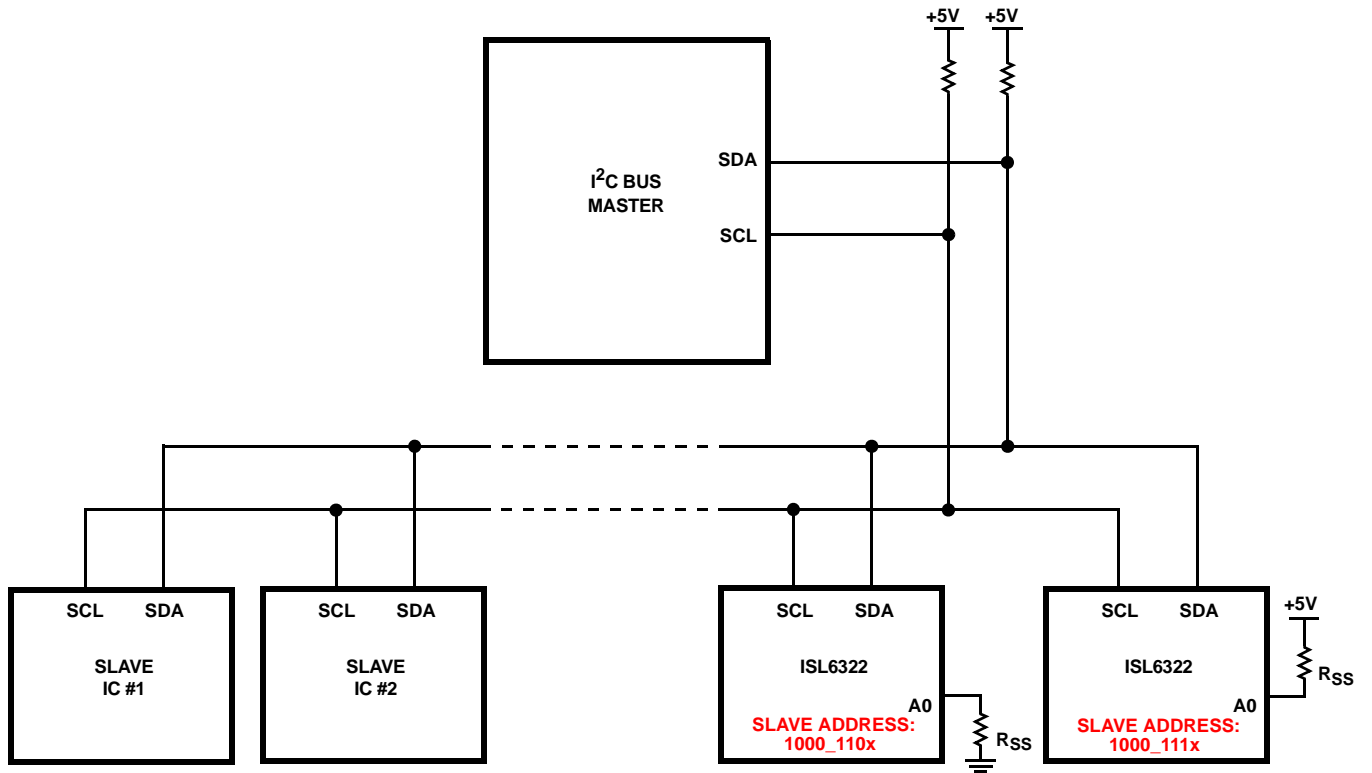 +5V +5V
I²C BUS
MASTER
SDA
SCL
SCL SDA
SLAVE
IC #1
SCL SDA
SLAVE
IC #2
SCL SDA
ISL6322
A0
SLAVE ADDRESS:
1000_110x
RSS
SCL SDA
ISL6322
A0
SLAVE ADDRESS:
1000_111x
+5V
RSS